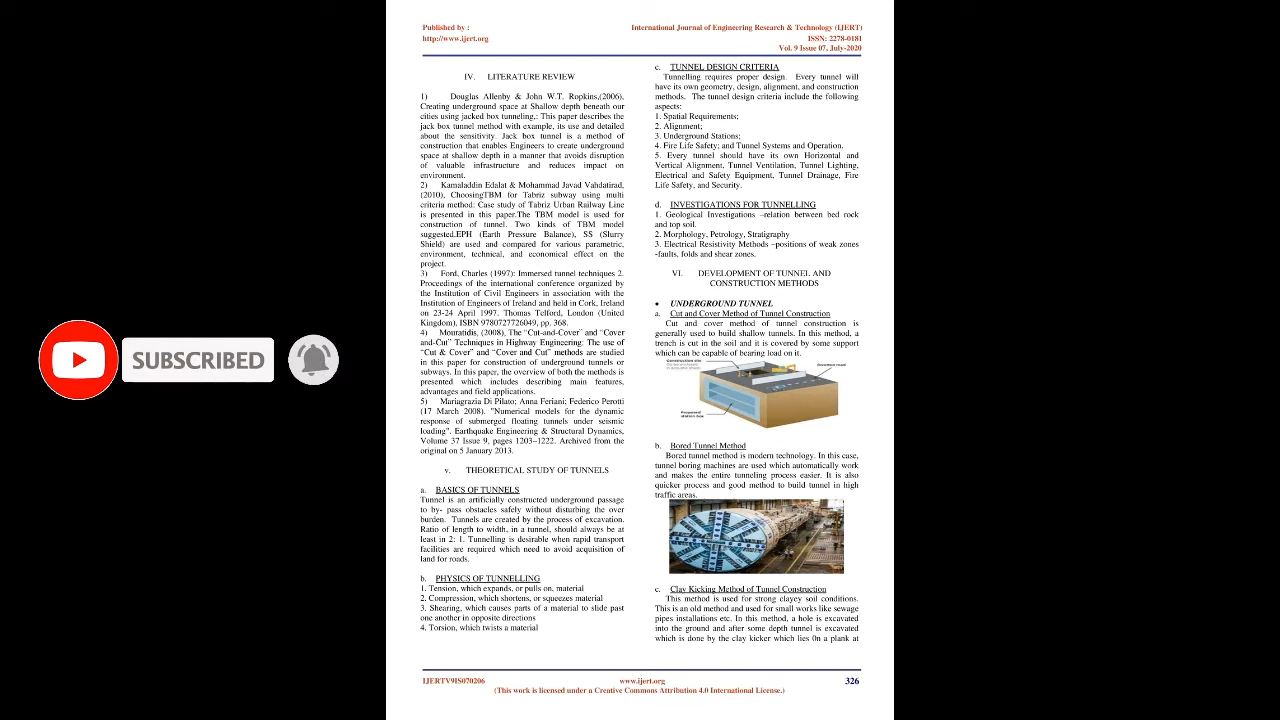 SUBSCRIBED
Published by :
http://www.ijert.org
International Journal of Engineering Research & Technology (IJERT)
ISSN: 2278-0181
Vol. 9 Issue 07, July-2020
IV. LITERATURE REVIEW
1) Douglas Allenby & John W.T. Ropkins,(2006),
Creating underground space at Shallow depth beneath our
cities using jacked box tunneling,: This paper describes the
jack box tunnel method with example, its use and detailed
about the sensitivity. Jack box tunnel is a method of
construction that enables Engineers to create underground
space at shallow depth in a manner that avoids disruption
of valuable infrastructure and reduces impact on
environment.
2) Kamaladdin Edalat & Mohammad Javad Vahdatirad,
(2010), ChoosingTBM for Tabriz subway using multi
criteria method: Case study of Tabriz Urban Railway Line
is presented in this paper.The TBM model is used for
construction of tunnel. Two kinds of TBM model
suggested.EPH (Earth Pressure Balance), SS (Slurry
Shield) are used and compared for various parametric,
environment, technical, and economical effect on the
project.
3) Ford, Charles (1997): Immersed tunnel techniques 2.
Proceedings of the international conference organized by
the Institution of Civil Engineers in association with the
Institution of Engineers of Ireland and held in Cork, Ireland
on 23-24 April 1997. Thomas Telford, London (United
Kingdom), ISBN 9780727726049, pp. 368.
4) Mouratidis, (2008), The “Cut-and-Cover” and “Cover
and-Cut” Techniques in Highway Engineering: The use of
“Cut & Cover” and “Cover and Cut” methods are studied
in this paper for construction of underground tunnels or
subways. In this paper, the overview of both the methods is
presented which includes describing main features,
advantages and field applications.
5) Mariagrazia Di Pilato; Anna Feriani; Federico Perotti
(17 March 2008). "Numerical models for the dynamic
response of submerged floating tunnels under seismic
loading". Earthquake Engineering & Structural Dynamics,
Volume 37 Issue 9, pages 1203–1222. Archived from the
original on 5 January 2013.
v. THEORETICAL STUDY OF TUNNELS
a. BASICS OF TUNNELS
Tunnel is an artificially constructed underground passage
to by- pass obstacles safely without disturbing the over
burden. Tunnels are created by the process of excavation.
Ratio of length to width, in a tunnel, should always be at
least in 2: 1. Tunnelling is desirable when rapid transport
facilities are required which need to avoid acquisition of
land for roads.
b. PHYSICS OF TUNNELLING
1. Tension, which expands, or pulls on, material
2. Compression, which shortens, or squeezes material
3. Shearing, which causes parts of a material to slide past
one another in opposite directions
4. Torsion, which twists a material
c. TUNNEL DESIGN CRITERIA
Tunnelling requires proper design. Every tunnel will
have its own geometry, design, alignment, and construction
methods. The tunnel design criteria include the following
aspects:
1. Spatial Requirements;
2. Alignment;
3. Underground Stations;
4. Fire Life Safety; and Tunnel Systems and Operation.
5. Every tunnel should have its own Horizontal and
Vertical Alignment, Tunnel Ventilation, Tunnel Lighting,
Electrical and Safety Equipment, Tunnel Drainage, Fire
Life Safety, and Security.
d. INVESTIGATIONS FOR TUNNELLING
1. Geological Investigations –relation between bed rock
and top soil.
2. Morphology, Petrology, Stratigraphy
3. Electrical Resistivity Methods –positions of weak zones
-faults, folds and shear zones.
VI. DEVELOPMENT OF TUNNEL AND
CONSTRUCTION METHODS
• UNDERGROUND TUNNEL
a. Cut and Cover Method of Tunnel Construction
Cut and cover method of tunnel construction is
generally used to build shallow tunnels. In this method, a
trench is cut in the soil and it is covered by some support
which can be capable of bearing load on it.
Construction site
Proposed
station box
b. Bored Tunnel Method
Bored tunnel method is modern technology. In this case,
tunnel boring machines are used which automatically work
and makes the entire tunneling process easier. It is also
quicker process and good method to build tunnel in high
traffic areas.
c. Clay Kicking Method of Tunnel Construction
This method is used for strong clayey soil conditions.
This is an old method and used for small works like sewage
pipes installations etc. In this method, a hole is excavated
into the ground and after some depth tunnel is excavated
which is done by the clay kicker which lies 0n a plank at
IJERTV9IS070206
www.ijert.org
326
(This work is licensed under a Creative Commons Attribution 4.0 International License.)